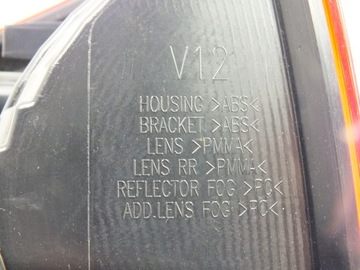 V12
HOUSING >ABS<
BRACKET >ABS<
LENS >PMMA<
LENS RR >PMMA<
REFLECTOR FOG >PC<
ADD.LENS FOG >PC<